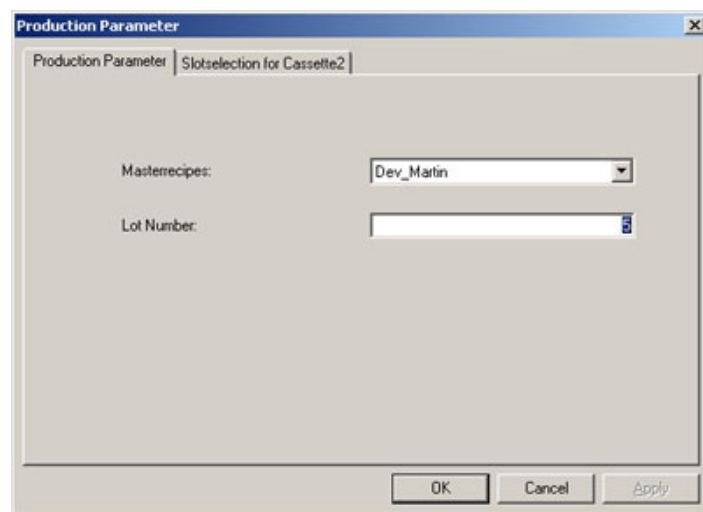 Production Parameter
Production Parameter Slotselection for Cassette2
Masterrecipes: Dev_Martin
Lot Number: 5
OK Cancel Apply